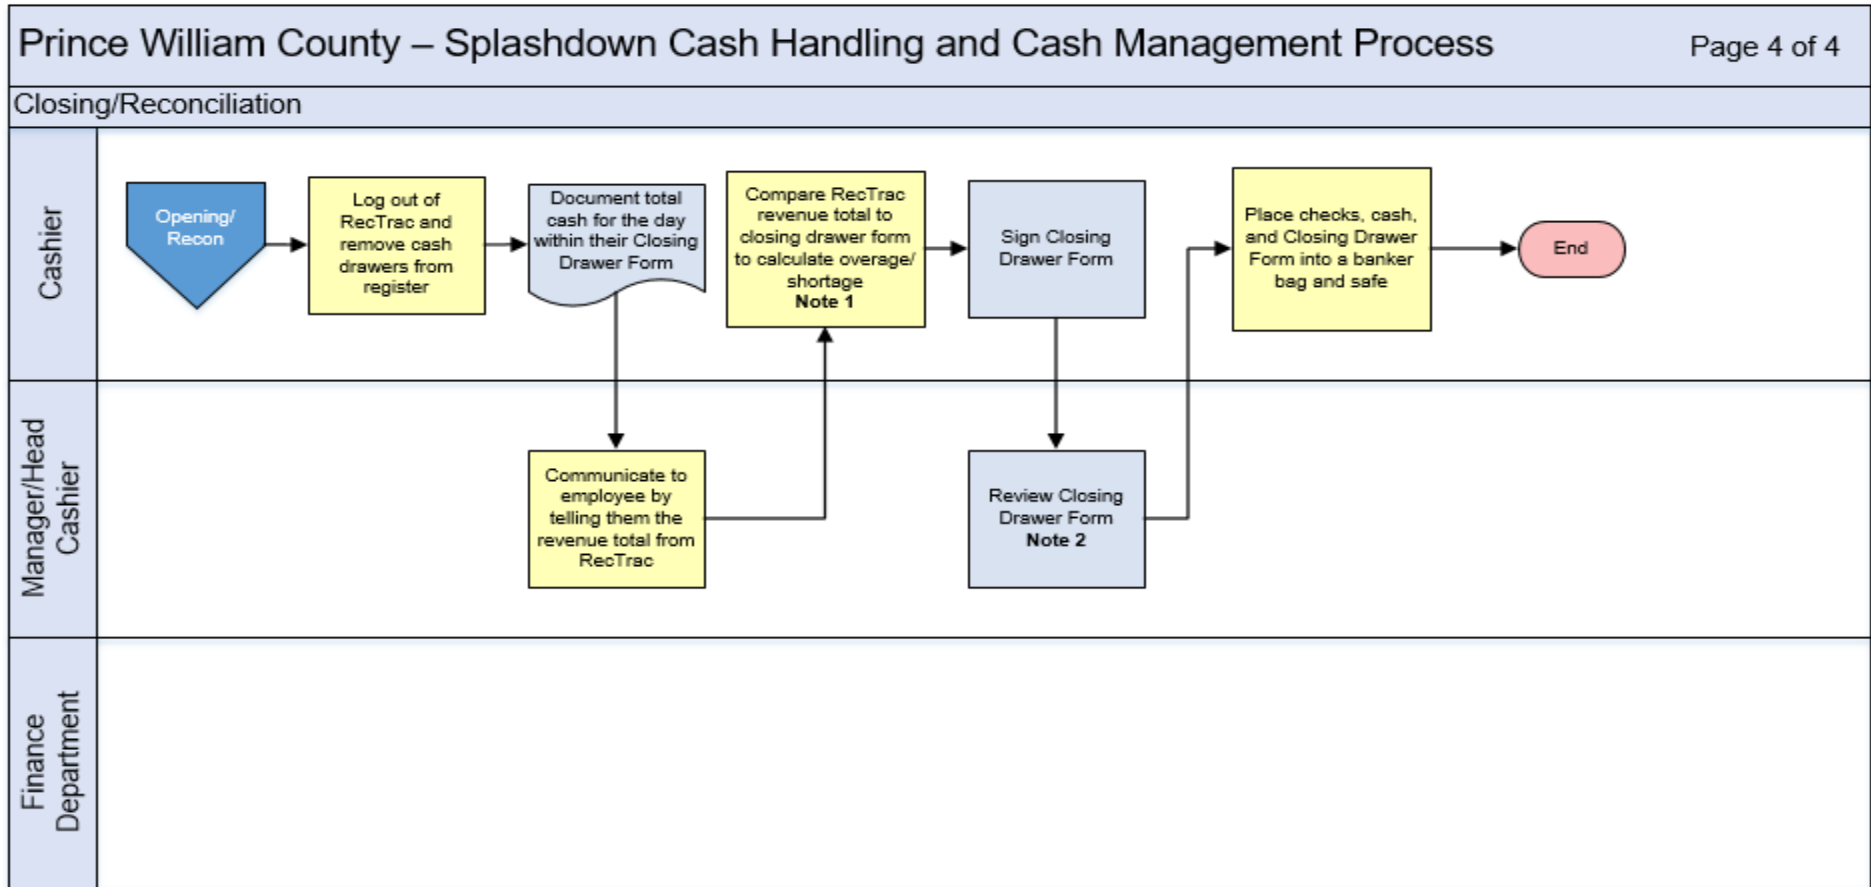 Prince William County – Splashdown Cash Handling and Cash Management Process
Page 4 of 4
Closing/Reconciliation
Cashier
Opening/
Recon
Log out of
RecTrac and
remove cash
drawers from
register
Document total
cash for the day
within their Closing
Drawer Form
Compare RecTrac
revenue total to
closing drawer form
to calculate overage/
shortage
Note 1
Sign Closing
Drawer Form
Place checks, cash,
and Closing Drawer
Form into a banker
bag and safe
End
Manager/Head
Cashier
Communicate to
employee by
telling them the
revenue total from
RecTrac
Review Closing
Drawer Form
Note 2
Finance
Department